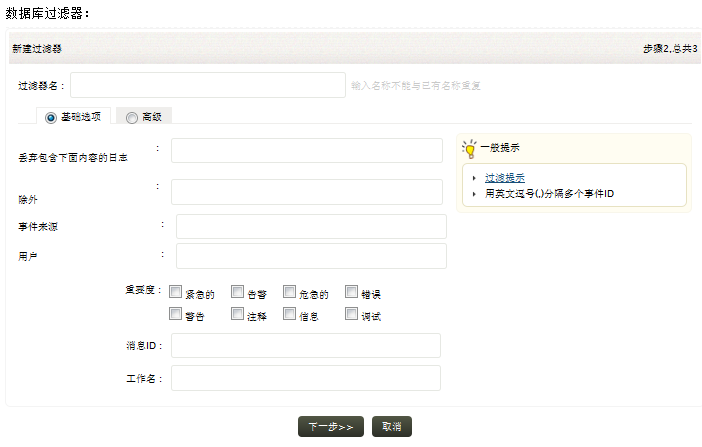 数据库过滤器：
新建过滤器
步骤2,总共3
过滤器名：
输入名称不能与已有名称重复
基础选项
高级
丢弃包含下面内容的日志 ：
除外 ：
事件来源 ：
用户 ：
一般提示
过滤提示
用英文逗号(,)分隔多个事件ID
重要度： 紧急的 告警 危急的 错误
警告 注释 信息 调试
消息ID：
工作名：
下一步>>
取消